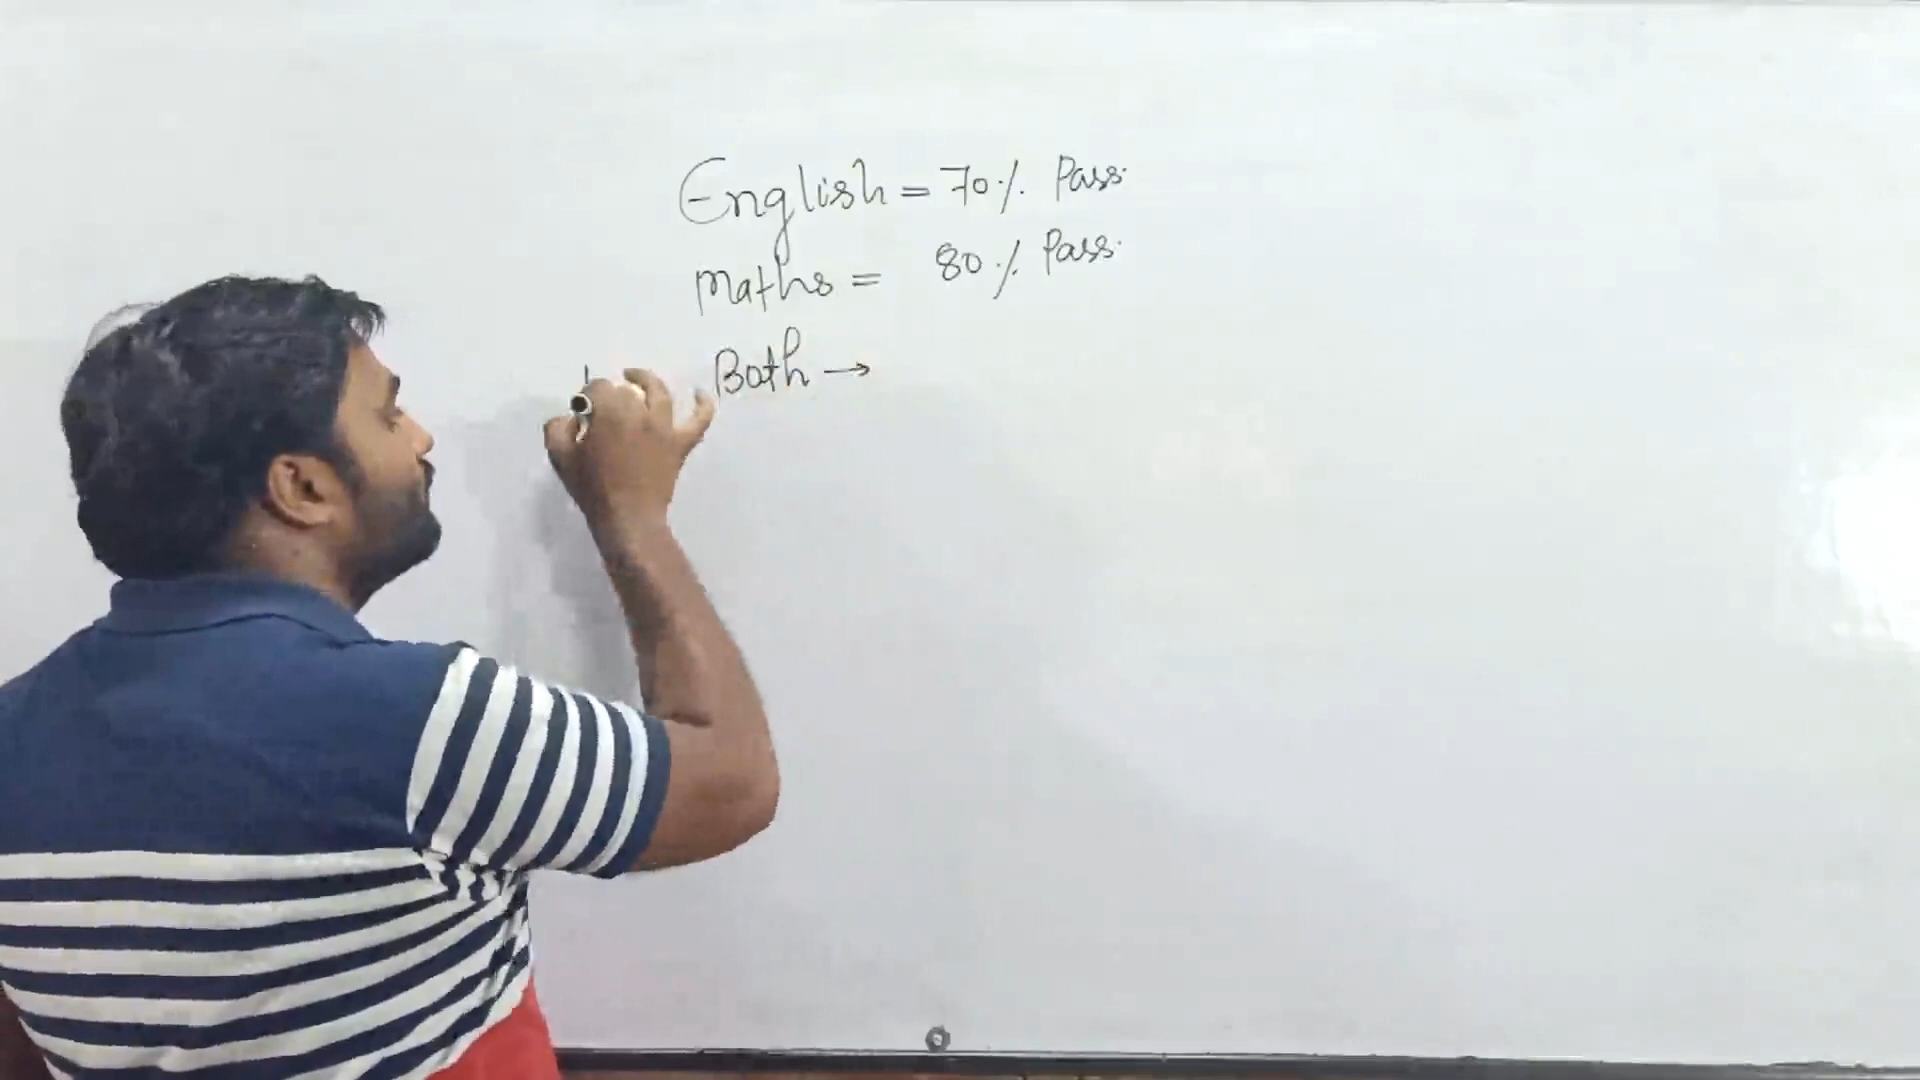 English = 70% Pass.
Maths = 80% Pass.
Both →